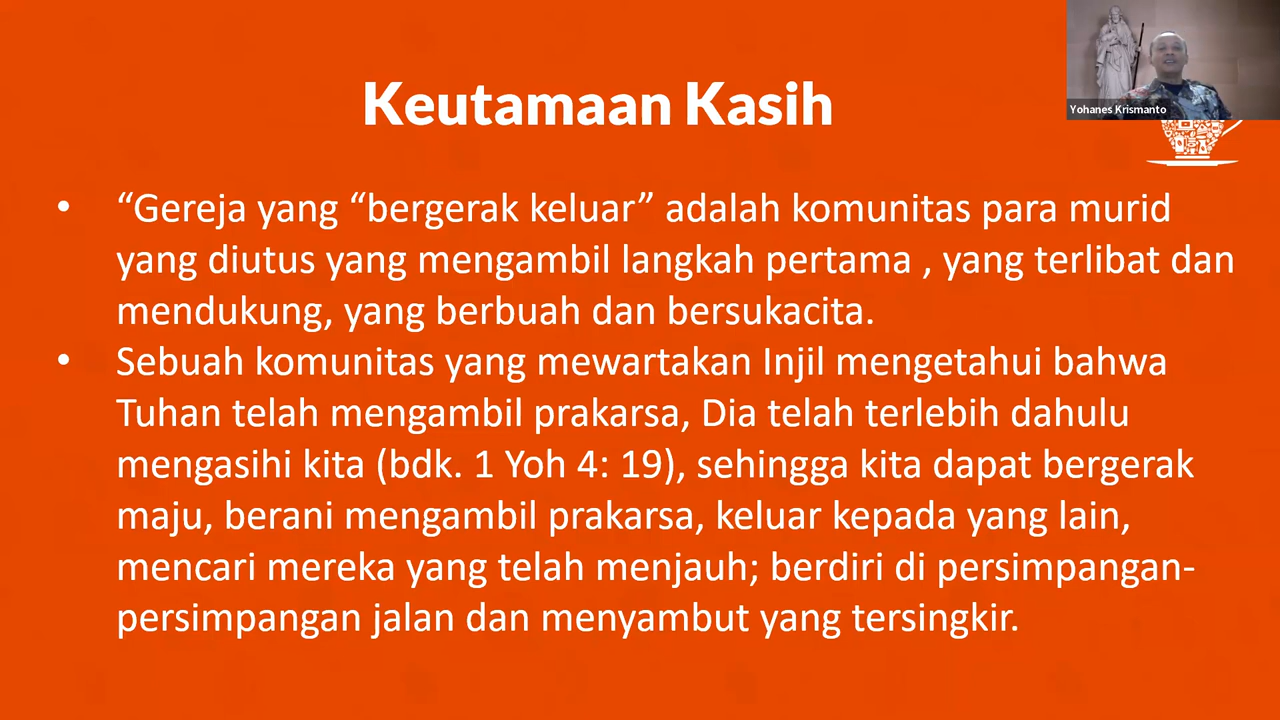 Yohanes Krismanto
Keutamaan Kasih
• “Gereja yang “bergerak keluar” adalah komunitas para murid
yang diutus yang mengambil langkah pertama , yang terlibat dan
mendukung, yang berbuah dan bersukacita.
• Sebuah komunitas yang mewartakan Injil mengetahui bahwa
Tuhan telah mengambil prakarsa, Dia telah terlebih dahulu
mengasihi kita (bdk. 1 Yoh 4: 19), sehingga kita dapat bergerak
maju, berani mengambil prakarsa, keluar kepada yang lain,
mencari mereka yang telah menjauh; berdiri di persimpangan-
persimpangan jalan dan menyambut yang tersingkir.